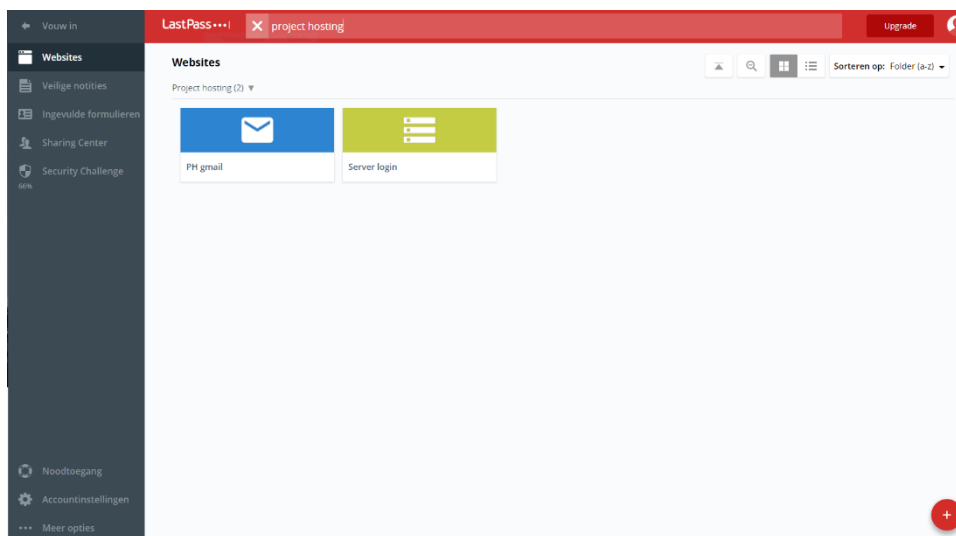 Vouw in
LastPass
project hosting
Upgrade
Websites
Veilige notities
Ingevulde formulieren
Sharing Center
Security Challenge
66%
Noodtoegang
Accountinstellingen
Meer opties
Websites
Sorteren op: Folder (a-z)
Project hosting (2)
PH gmail
Server login